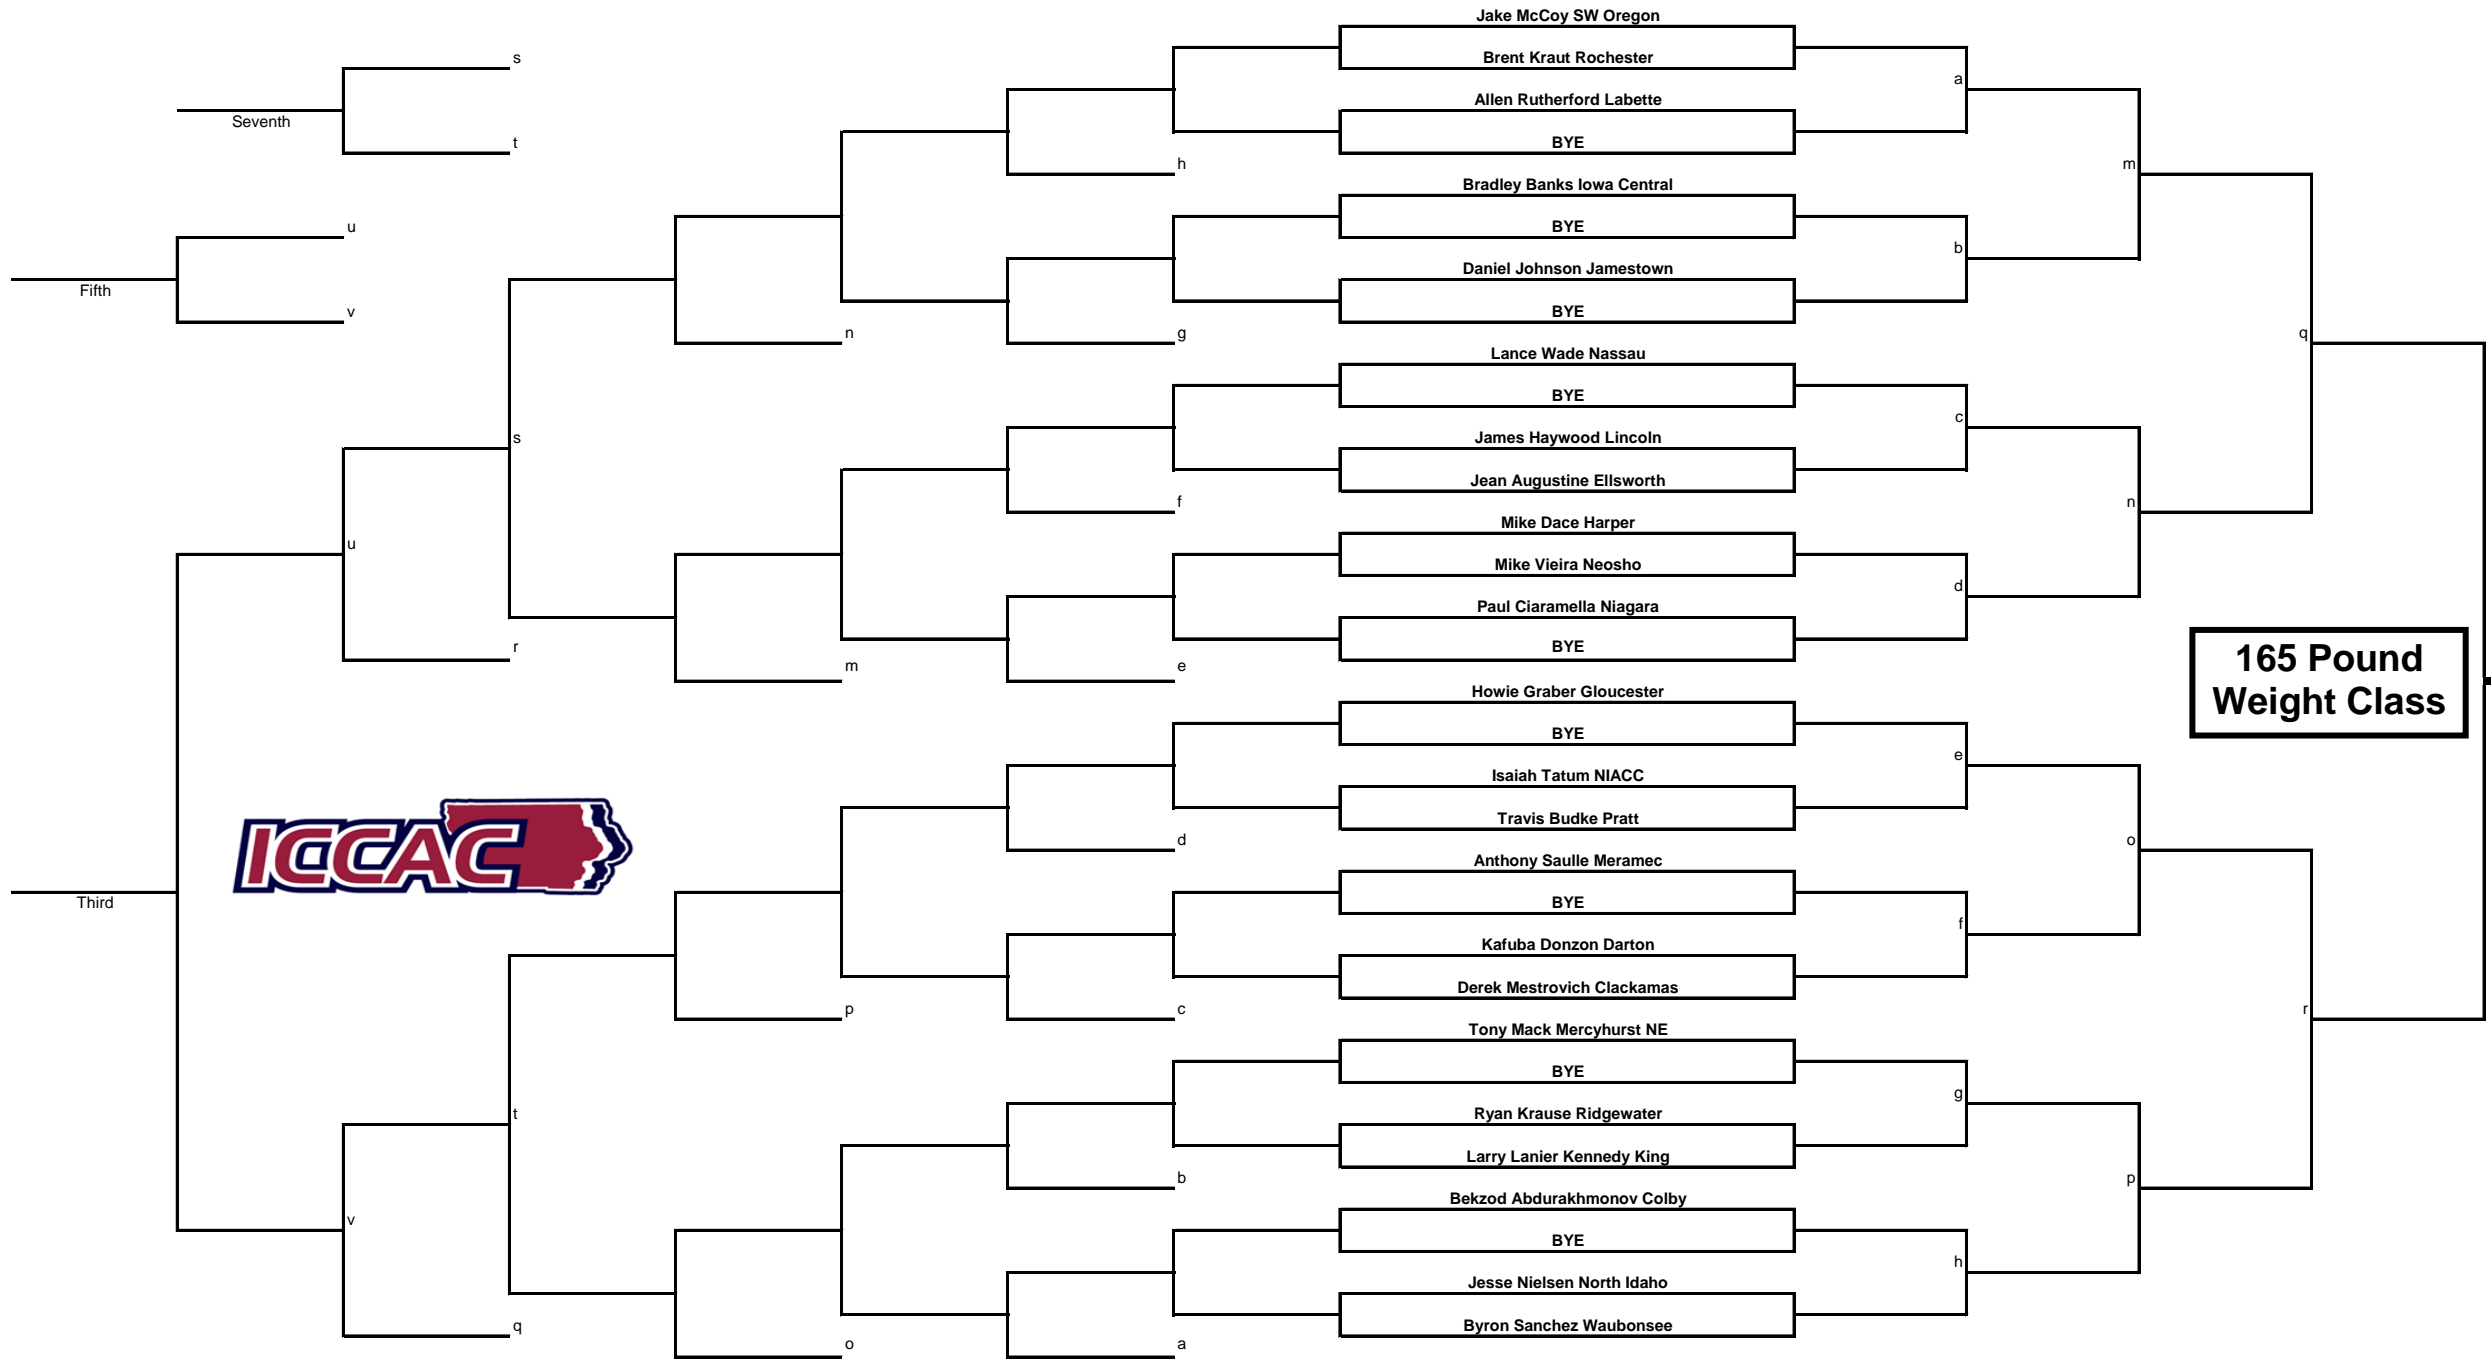 Jake McCoy SW Oregon
s
Brent Kraut Rochester
a
Allen Rutherford Labette
Seventh
t
BYE
h
m
Bradley Banks Iowa Central
u
BYE
b
Daniel Johnson Jamestown
Fifth
v
BYE
n
g
q
Lance Wade Nassau
BYE
c
s
James Haywood Lincoln
Jean Augustine Ellsworth
f
n
Mike Dace Harper
u
Mike Vieira Neosho
d
Paul Ciaramella Niagara
r
BYE
m
e
165 Pound
Weight Class
Howie Graber Gloucester
BYE
e
Isaiah Tatum NIACC
ICCAC
Travis Budke Pratt
d
o
Anthony Saulle Meramec
Third
BYE
f
Kafuba Donzon Darton
Derek Mestrovich Clackamas
p
c
r
Tony Mack Mercyhurst NE
BYE
g
t
Ryan Krause Ridgewater
Larry Lanier Kennedy King
b
p
Bekzod Abdurakhmonov Colby
v
BYE
h
Jesse Nielsen North Idaho
q
Byron Sanchez Waubonsee
o
a